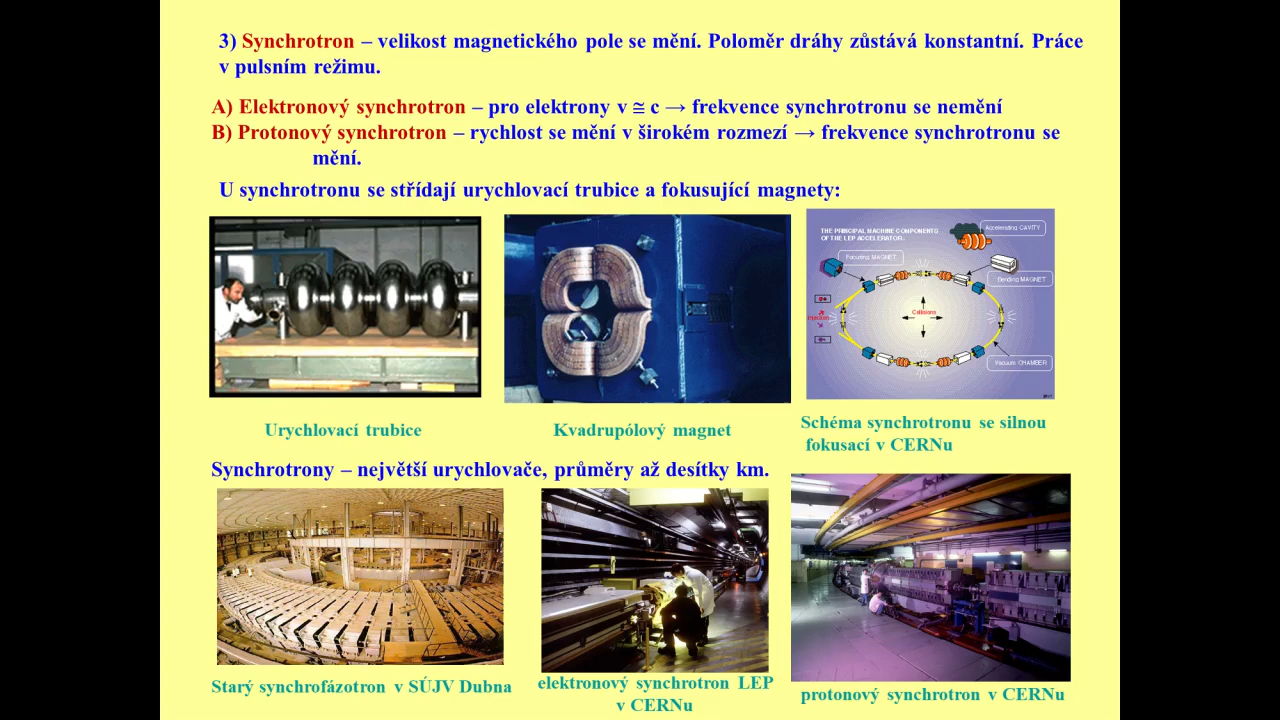 3) Synchrotron – velikost magnetického pole se mění. Poloměr dráhy zůstává konstantní. Práce
v pulsním režimu.
A) Elektronový synchrotron – pro elektrony v ≅ c → frekvence synchrotronu se nemění
B) Protonový synchrotron – rychlost se mění v širokém rozmezí → frekvence synchrotronu se
mění.
U synchrotronu se střídají urychlovací trubice a fokusující magnety:
THE PRINCIPAL MACHINE COMPONENTS
OF THE LEP ACCELERATOR.
Accelerating CAVITY
Focusing MAGNET
Bending MAGNET
Collisions
Injection
Vacuum CHAMBER
Urychlovací trubice
Kvadrupólový magnet
Schéma synchrotronu se silnou
fokusací v CERNu
Synchrotrony – největší urychlovače, průměry až desítky km.
Starý synchrofázotron v SÚJV Dubna
elektronový synchrotron LEP
v CERNu
protonový synchrotron v CERNu